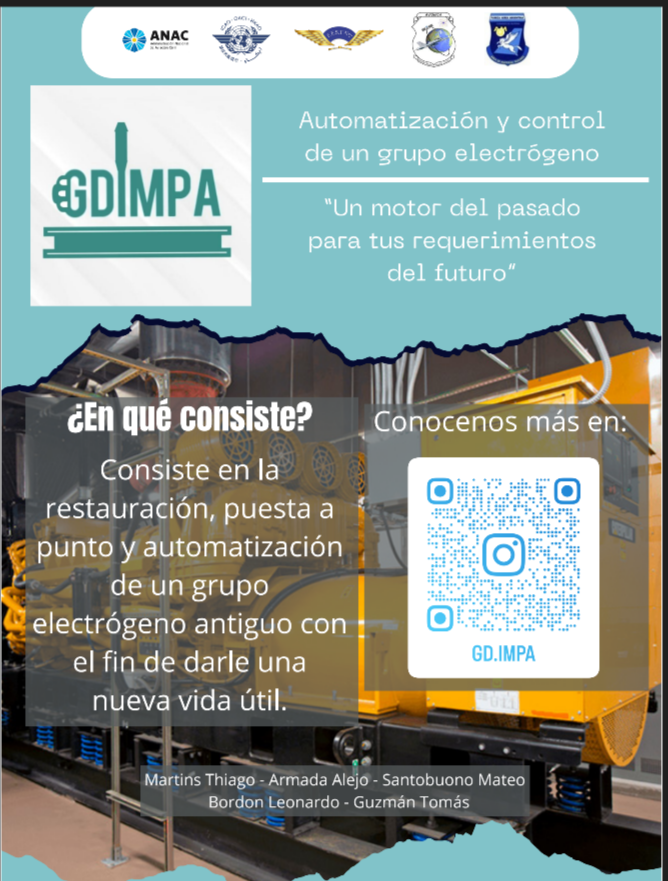 ANAC
GDIMPA
Automatización y control
de un grupo electrógeno
"Un motor del pasado
para tus requerimientos
del futuro"
¿En qué consiste?
Consiste en la
restauración, puesta a
punto y automatización
de un grupo
electrógeno antiguo con
el fin de darle una
nueva vida útil.
Conocenos más en:
GD.IMPA
Martins Thiago - Armada Alejo - Santobuono Mateo
Bordon Leonardo - Guzmán Tomás